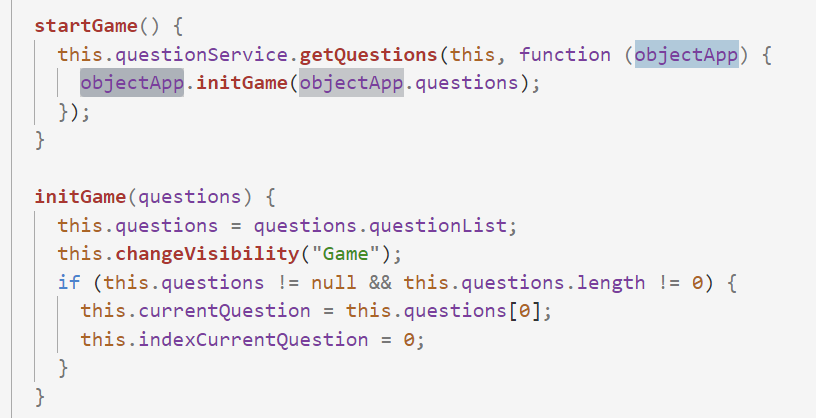 startGame() {
this.questionService.getQuestions(this, function (objectApp) {
objectApp.initGame(objectApp.questions);
});
}
initGame(questions) {
this.questions = questions.questionList;
this.changeVisibility("Game");
if (this.questions != null && this.questions.length != 0) {
this.currentQuestion = this.questions[0];
this.indexCurrentQuestion = 0;
}
}